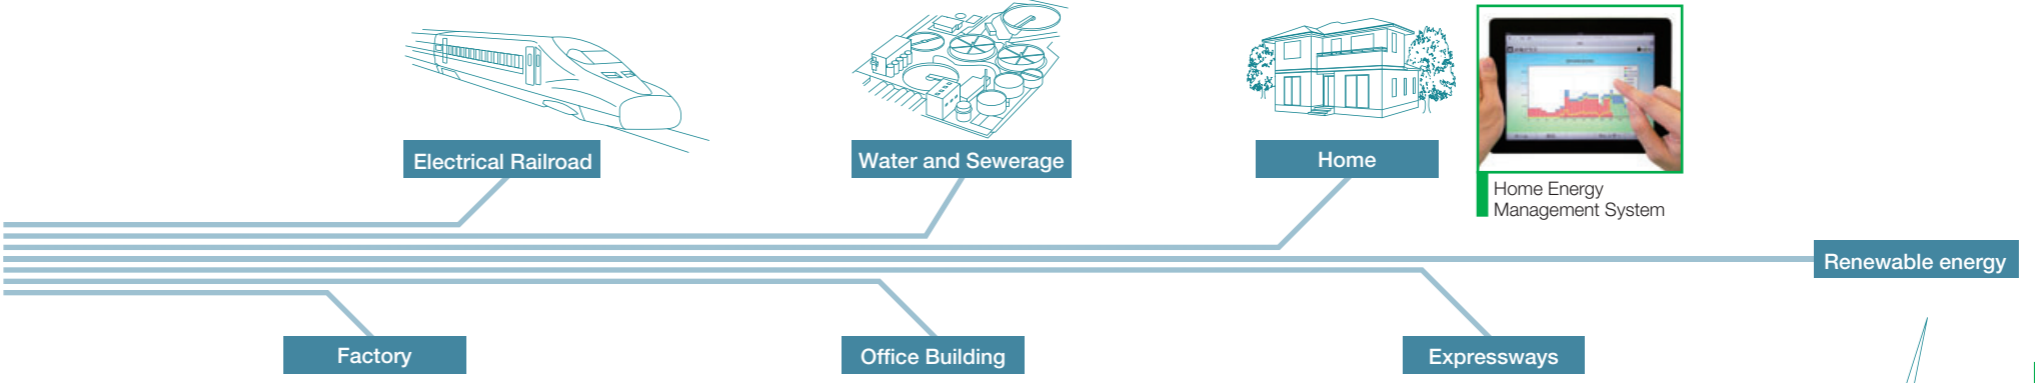 Electrical Railroad
Water and Sewerage
Home
Home Energy
Management System
Renewable energy
Factory
Office Building
Expressways